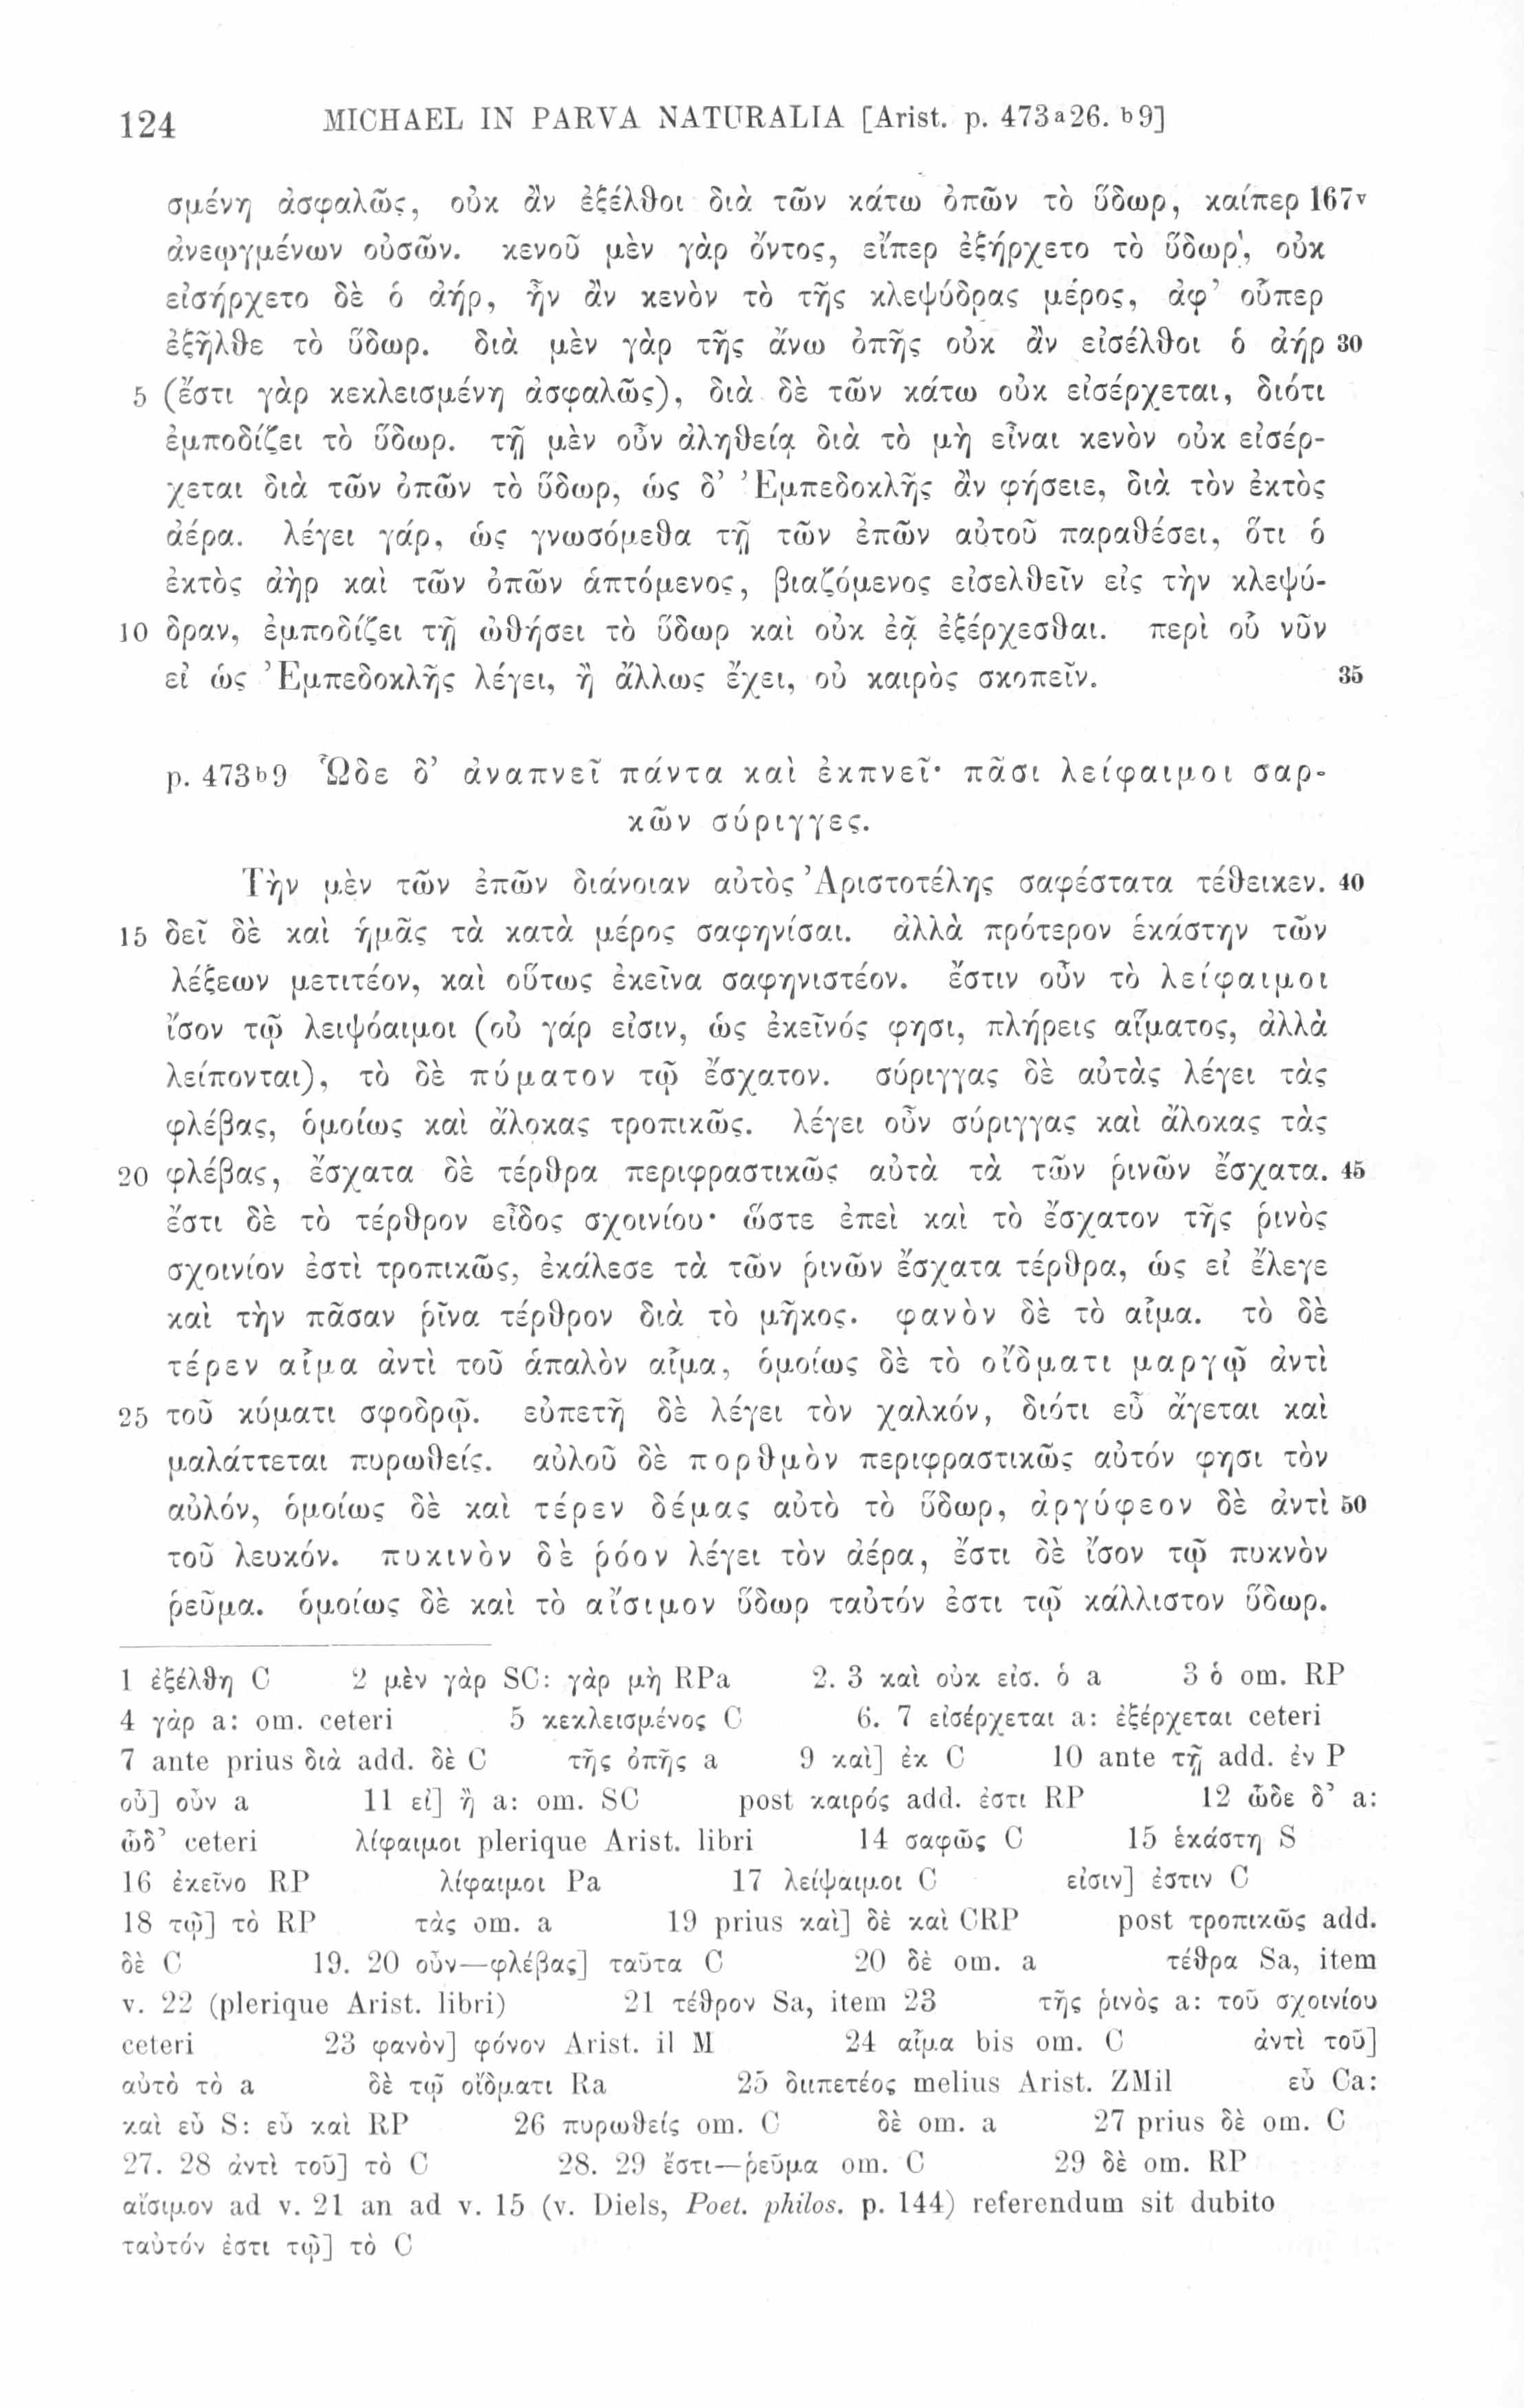 124 MICHAEL IN PARVA NATURALIA [Arist. p. 473a26. b9]
σμένη ἀσφαλῶς, οὐκ ἂν ἐξέλθοι διὰ τῶν κάτω ὀπῶν τὸ ὕδωρ, καίπερ 167v
ἀνεῳγμένων οὐσῶν. κενοῦ μὲν γὰρ ὄντος, εἴπερ ἐξήρχετο τὸ ὕδωρ, οὐκ
εἰσήρχετο δὲ ὁ ἀήρ, ἦν ἂν κενὸν τὸ τῆς κλεψύδρας μέρος, ἀφ’ οὗπερ
ἐξῆλθε τὸ ὕδωρ. διὰ μὲν γὰρ τῆς ἄνω ὀπῆς οὐκ ἂν εἰσέλθοι ὁ ἀήρ 30
5 (ἔστι γὰρ κεκλεισμένη ἀσφαλῶς), διὰ δὲ τῶν κάτω οὐκ εἰσέρχεται, διότι
ἐμποδίζει τὸ ὕδωρ. τῇ μὲν οὖν ἀληθείᾳ διὰ τὸ μὴ εἶναι κενὸν οὐκ εἰσέρ-
χεται διὰ τῶν ὀπῶν τὸ ὕδωρ, ὡς δ’ Ἐμπεδοκλῆς ἂν φήσειε, διὰ τὸν ἐκτὸς
ἀέρα. λέγει γάρ, ὡς γνωσόμεθα τῇ τῶν ἐπῶν αὐτοῦ παραθέσει, ὅτι ὁ
ἐκτὸς ἀὴρ καὶ τῶν ὀπῶν ἁπτόμενος, βιαζόμενος εἰσελθεῖν εἰς τὴν κλεψύ-
10 δραν, ἐμποδίζει τῇ ὠθήσει τὸ ὕδωρ καὶ οὐκ ἐᾷ ἐξέρχεσθαι. περὶ οὗ νῦν
εἰ ὡς Ἐμπεδοκλῆς λέγει, ἢ ἄλλως ἔχει, οὐ καιρὸς σκοπεῖν. 35
p. 473b9 Ὧδε δ’ ἀναπνεῖ πάντα καὶ ἐκπνεῖ· πᾶσι λείφαιμοι σαρ-
κῶν σύριγγες.
Τὴν μὲν τῶν ἐπῶν διάνοιαν αὐτὸς Ἀριστοτέλης σαφέστατα τέθεικεν. 40
15 δεῖ δὲ καὶ ἡμᾶς τὰ κατὰ μέρος σαφηνίσαι. ἀλλὰ πρότερον ἑκάστην τῶν
λέξεων μετιτέον, καὶ οὕτως ἐκεῖνα σαφηνιστέον. ἔστιν οὖν τὸ λείφαιμοι
ἴσον τῷ λειψόαιμοι (οὐ γάρ εἰσιν, ὡς ἐκεῖνός φησι, πλήρεις αἵματος, ἀλλὰ
λείπονται), τὸ δὲ πύματον τῷ ἔσχατον. σύριγγας δὲ αὐτὰς λέγει τὰς
φλέβας, ὁμοίως καὶ ἄλοκας τροπικῶς. λέγει οὖν σύριγγας καὶ ἄλοκας τὰς
20 φλέβας, ἔσχατα δὲ τέρθρα περιφραστικῶς αὐτὰ τὰ τῶν ῥινῶν ἔσχατα. 45
ἔστι δὲ τὸ τέρθρον εἶδος σχοινίου· ὥστε ἐπεὶ καὶ τὸ ἔσχατον τῆς ῥινὸς
σχοινίον ἐστὶ τροπικῶς, ἐκάλεσε τὰ τῶν ῥινῶν ἔσχατα τέρθρα, ὡς εἰ ἔλεγε
καὶ τὴν πᾶσαν ῥῖνα τέρθρον διὰ τὸ μῆκος. φανὸν δὲ τὸ αἷμα. τὸ δὲ
τέρεν αἷμα ἀντὶ τοῦ ἁπαλὸν αἷμα, ὁμοίως δὲ τὸ οἴδματι μαργῷ ἀντὶ
25 τοῦ κύματι σφοδρῷ. εὐπετῆ δὲ λέγει τὸν χαλκόν, διότι εὖ ἄγεται καὶ
μαλάττεται πυρωθείς. αὐλοῦ δὲ πορθμὸν περιφραστικῶς αὐτόν φησι τὸν
αὐλόν, ὁμοίως δὲ καὶ τέρεν δέμας αὐτὸ τὸ ὕδωρ, ἀργύφεον δὲ ἀντὶ 50
τοῦ λευκόν. πυκινὸν δὲ ῥόον λέγει τὸν ἀέρα, ἔστι δὲ ἴσον τῷ πυκνὸν
ῥεῦμα. ὁμοίως δὲ καὶ τὸ αἴσιμον ὕδωρ ταὐτόν ἐστι τῷ κάλλιστον ὕδωρ.
1 ἐξέλθη C 2 μὲν γὰρ SC: γὰρ μὴ RPa 2. 3 καὶ οὐκ εἰσ. ὁ a 3 ὁ om. RP
4 γὰρ a: om. ceteri 5 κεκλεισμένος C 6. 7 εἰσέρχεται a: ἐξέρχεται ceteri
7 ante prius διὰ add. δὲ C τῆς ὀπῆς a 9 καὶ] ἐκ C 10 ante τῇ add. ἐν P
οὗ] οὖν a 11 εἰ] ἢ a: om. SC post καιρός add. ἐστι RP 12 ὧδε δ’ a:
ὧδ’ ceteri λίφαιμοι plerique Arist. libri 14 σαφῶς C 15 ἑκάστη S
16 ἐκεῖνο RP λίφαιμοι Pa 17 λείψαιμοι C εἰσιν] ἐστιν C
18 τῷ] τὸ RP τὰς om. a 19 prius καὶ] δὲ καὶ CRP post τροπικῶς add.
δὲ C 19. 20 οὖν—φλέβας] ταῦτα C 20 δὲ om. a τέθρα Sa, item
v. 22 (plerique Arist. libri) 21 τέθρον Sa, item 23 τῆς ῥινὸς a: τοῦ σχοινίου
ceteri 23 φανὸν] φόνον Arist. il M 24 αἷμα bis om. C ἀντὶ τοῦ]
αὐτὸ τὸ a δὲ τῷ οἴδματι Ra 25 διιπετέος melius Arist. ZMil εὖ Ca:
καὶ εὖ S: εὖ καὶ RP 26 πυρωθείς om. C δὲ om. a 27 prius δὲ om. C
27. 28 ἀντὶ τοῦ] τὸ C 28. 29 ἔστι—ῥεῦμα om. C 29 δὲ om. RP
αἴσιμον ad v. 21 an ad v. 15 (v. Diels, Poet. philos. p. 144) referendum sit dubito
ταὐτόν ἐστι τῷ] τὸ C